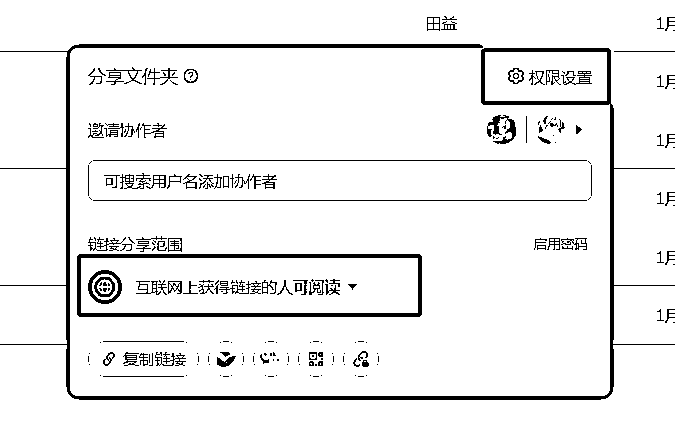 田益
1月
分享文件夹
权限设置
1月
邀请协作者
1月
可搜索用户名添加协作者
1月
链接分享范围
启用密码
1月
互联网上获得链接的人可阅读
1月
复制链接